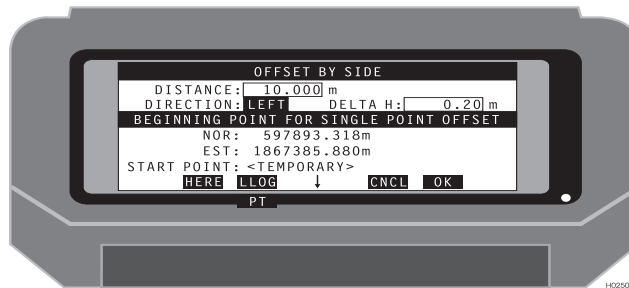 OFFSET BY SIDE
DISTANCE: 10.000 m
DIRECTION: LEFT DELTA H: 0.20 m
BEGINNING POINT FOR SINGLE POINT OFFSET
NOR: 597893.318m
EST: 1867385.880m
START POINT: <TEMPORARY>
HERE LLOG ↓ CNCL OK
PT
H0250